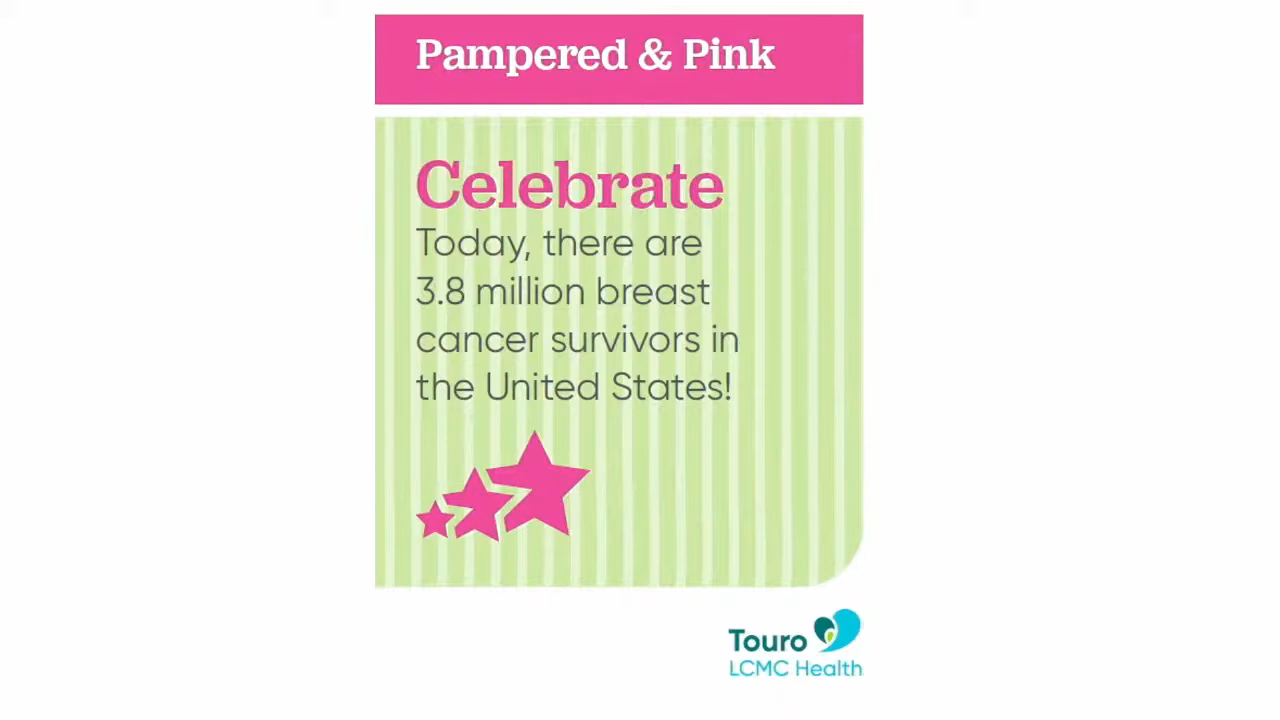 Pampered & Pink
Celebrate
Today, there are
3.8 million breast
cancer survivors in
the United States!
Touro
LCMC Health